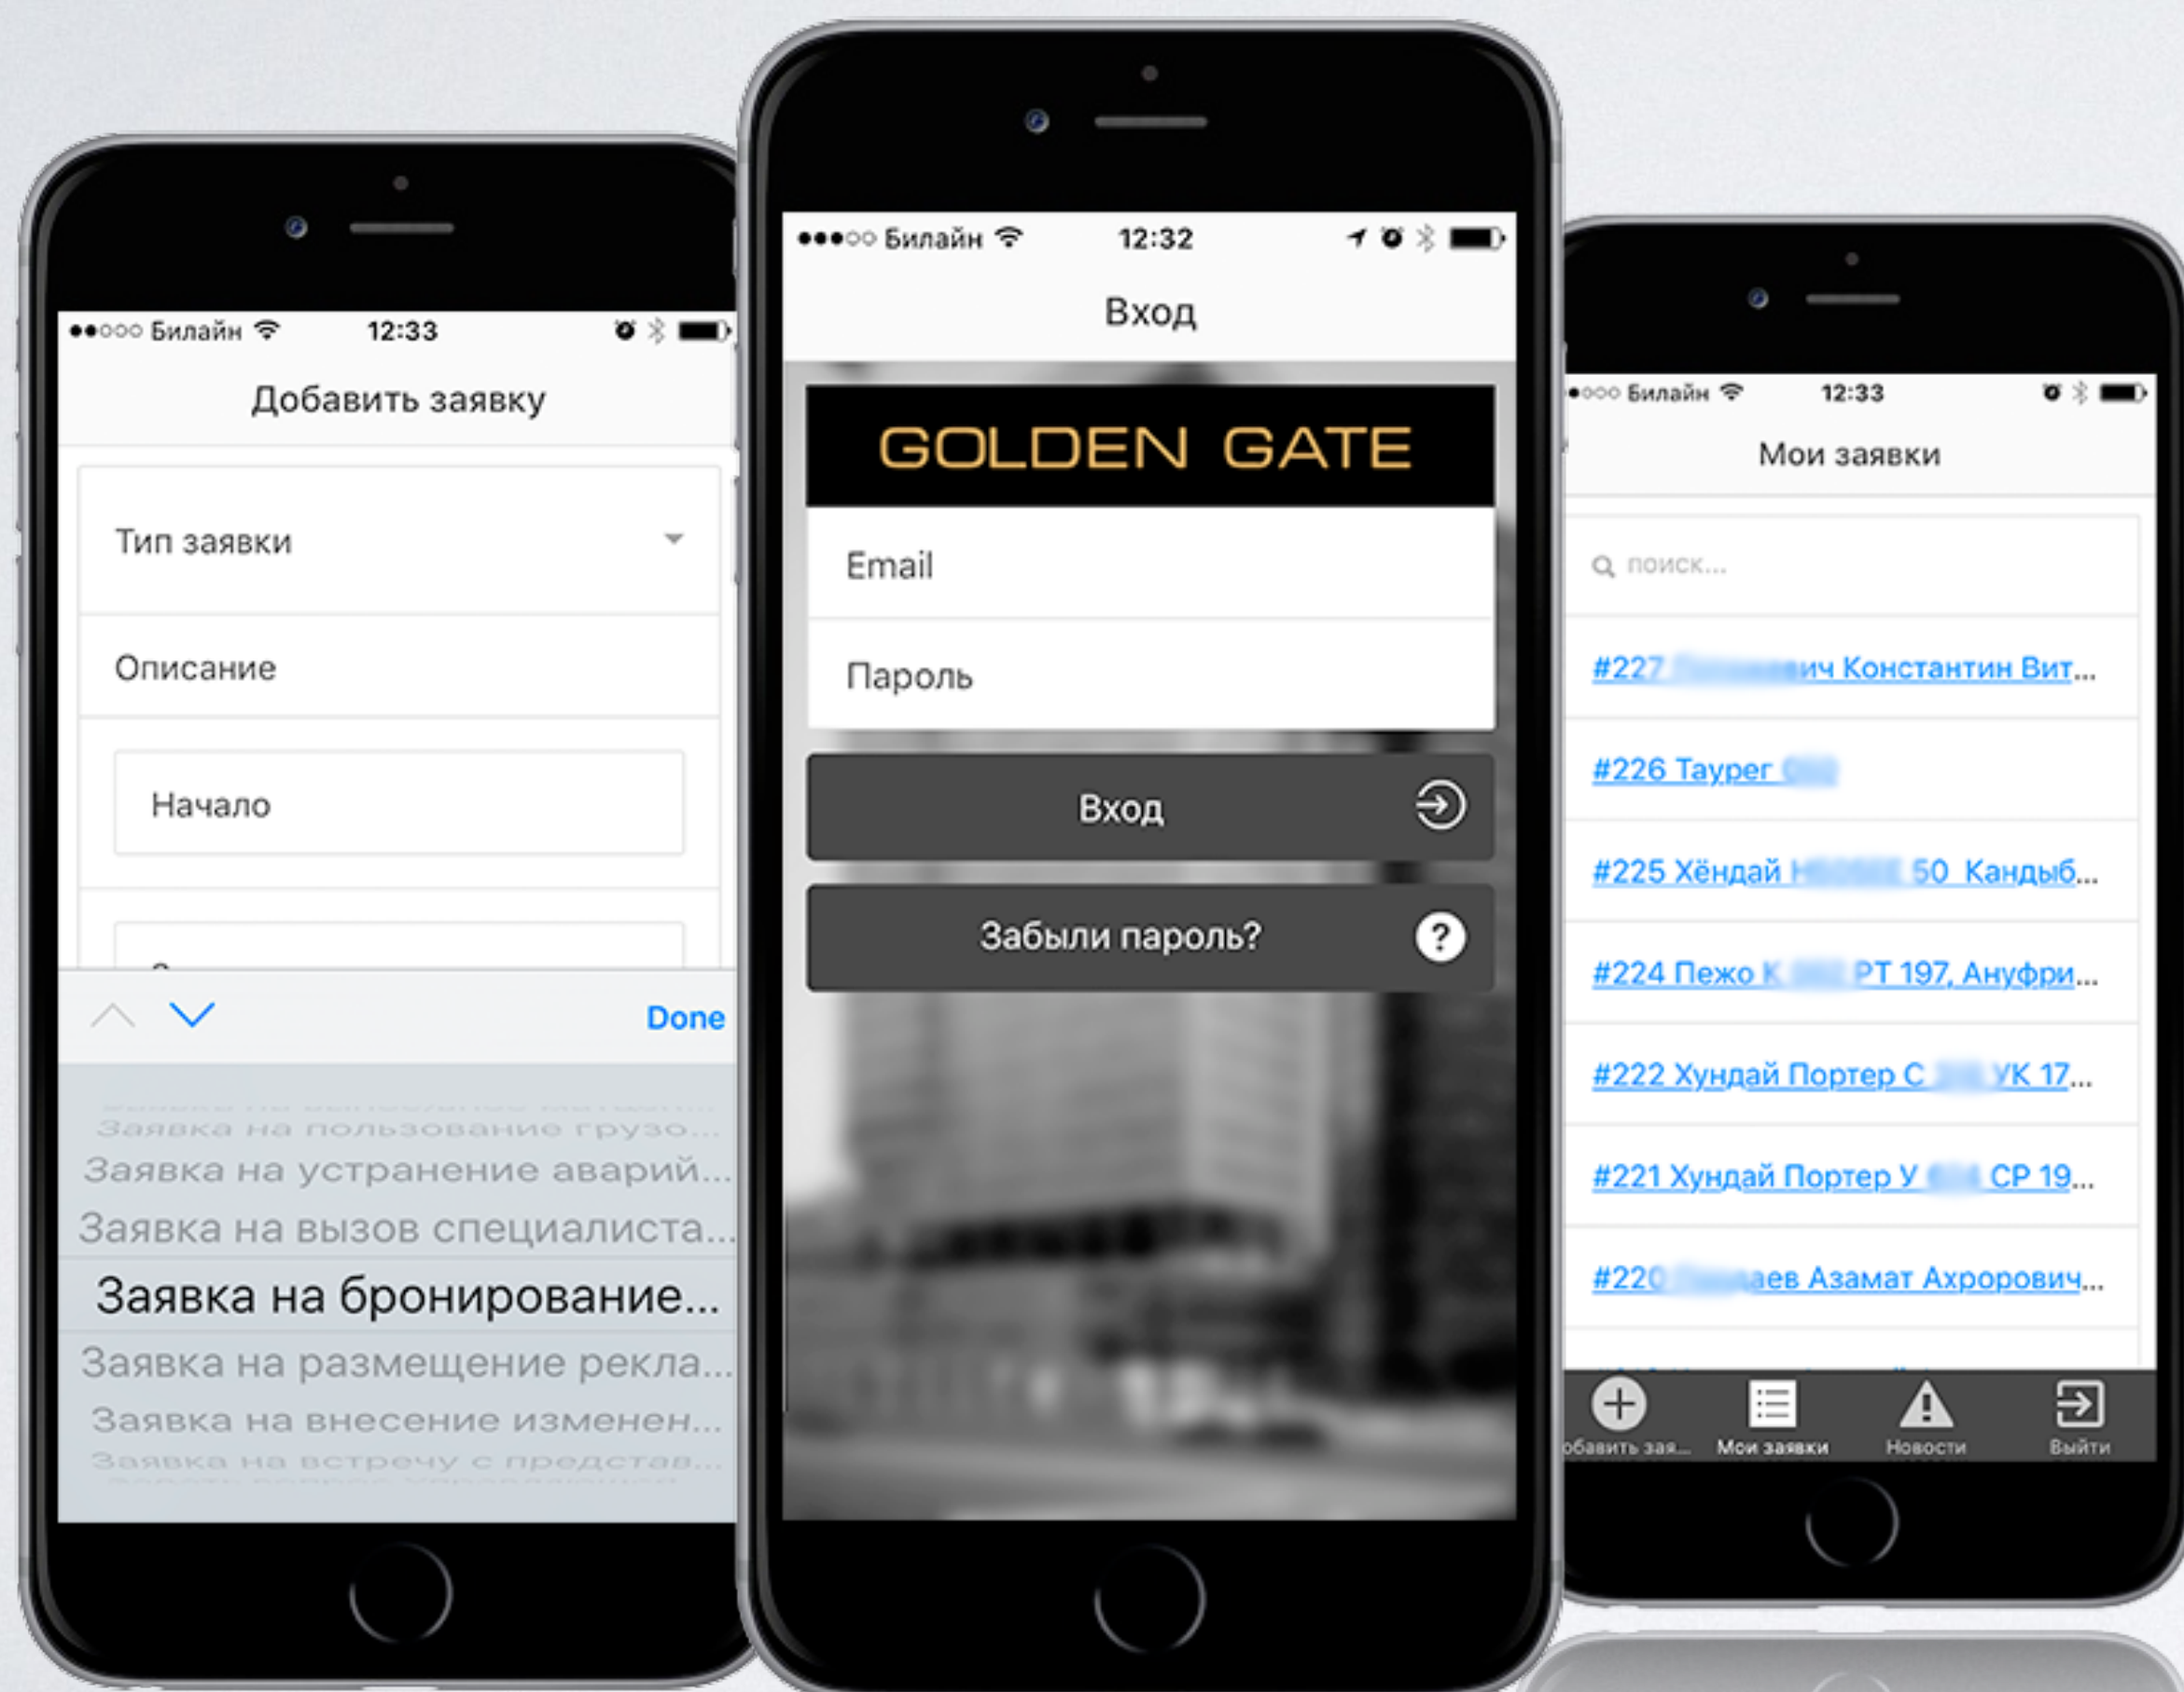 Билайн 12:33
Добавить заявку
Тип заявки
Описание
Начало
Done
Заявка на пользование грузо...
Заявка на устранение аварий...
Заявка на вызов специалиста...
Заявка на бронирование...
Заявка на размещение рекла...
Заявка на внесение изменен...
Заявка на встречу с представ...
Билайн 12:32
Вход
GOLDEN GATE
Email
Пароль
Вход
Забыли пароль?
Билайн 12:33
Мои заявки
поиск...
#227 ич Константин Вит...
#226 Таурег
#225 Хёндай 50 Кандыб...
#224 Пежо К РТ 197, Ануфри...
#222 Хундай Портер С УК 17...
#221 Хундай Портер У СР 19...
#220 аев Азамат Ахрорович...
обавить зая... Мои заявки Новости Выйти